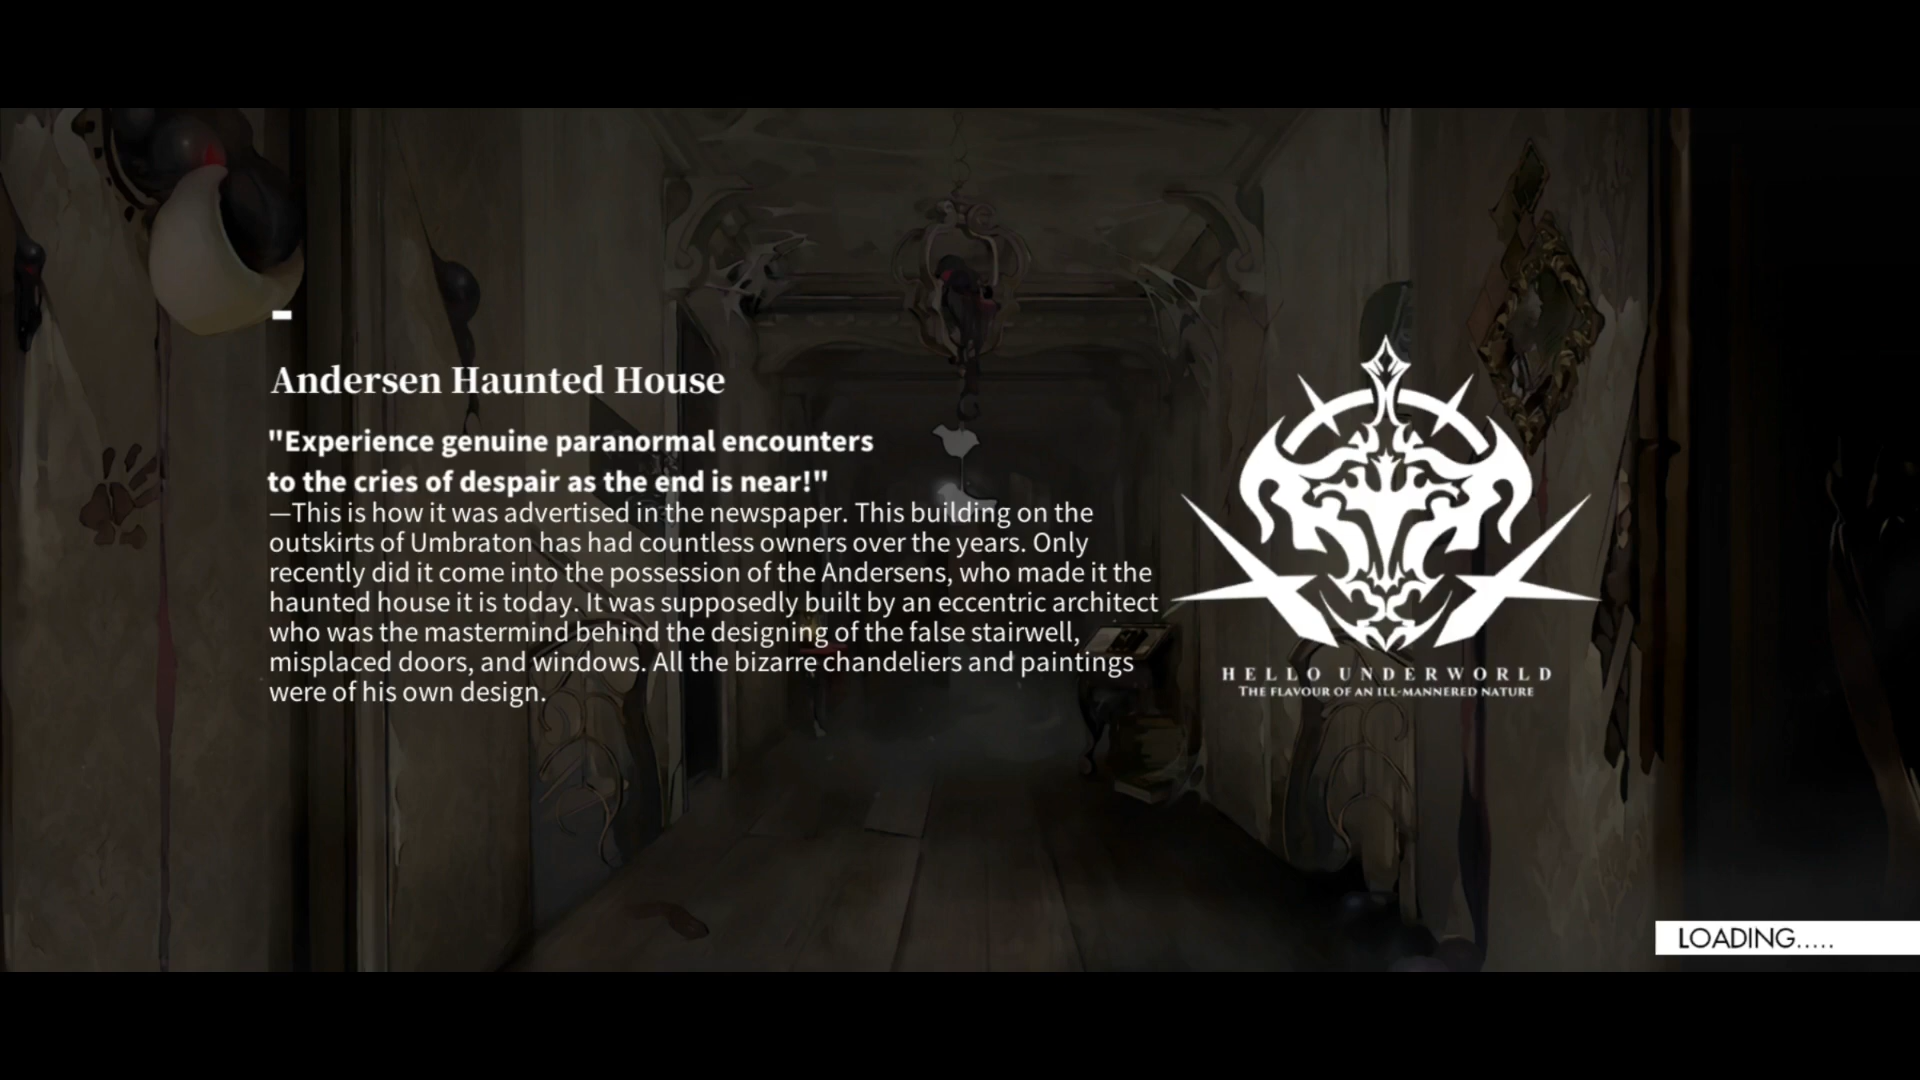 Andersen Haunted House
"Experience genuine paranormal encounters
to the cries of despair as the end is near!"
—This is how it was advertised in the newspaper. This building on the
outskirts of Umbraton has had countless owners over the years. Only
recently did it come into the possession of the Andersens, who made it the
haunted house it is today. It was supposedly built by an eccentric architect
who was the mastermind behind the designing of the false stairwell,
misplaced doors, and windows. All the bizarre chandeliers and paintings
were of his own design.
HELLO UNDERWORLD
THE FLAVOUR OF AN ILL-MANNERED NATURE
LOADING.....